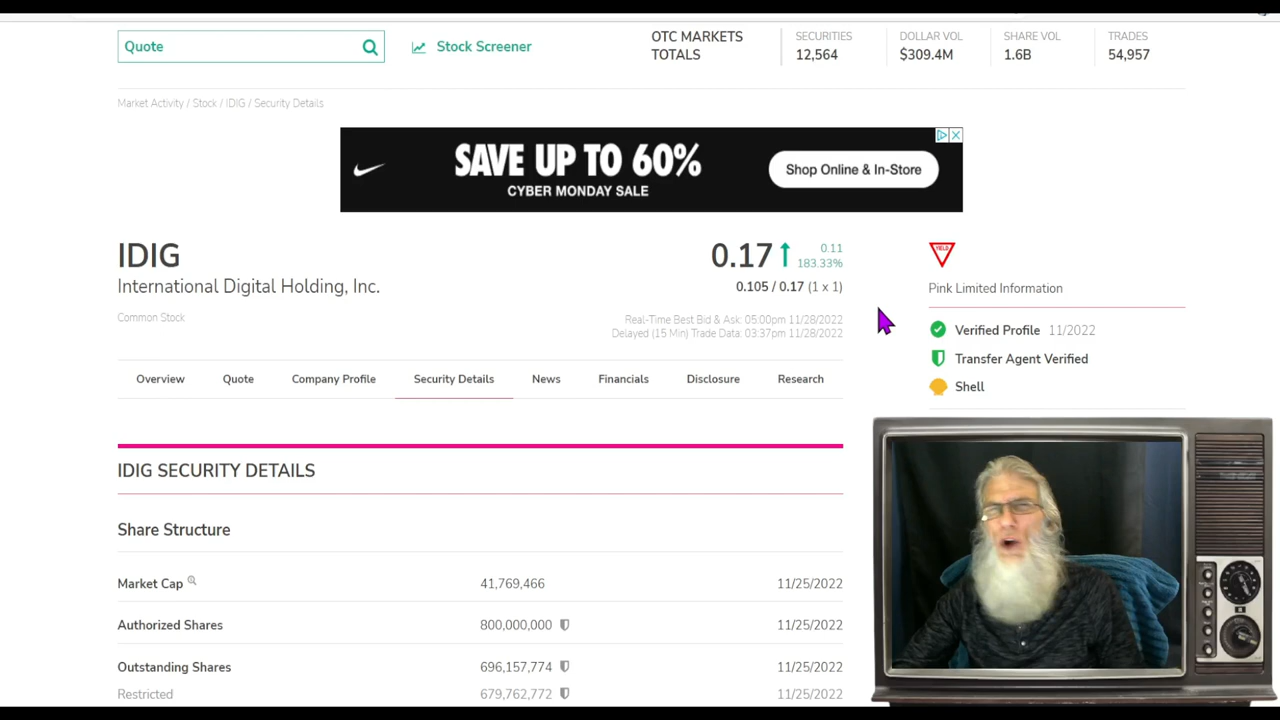 Quote
Stock Screener
OTC MARKETS
TOTALS
SECURITIES
12,564
DOLLAR VOL
$309.4M
SHARE VOL
1.6B
TRADES
54,957
Market Activity / Stock / IDIG / Security Details
SAVE UP TO 60%
CYBER MONDAY SALE
Shop Online & In-Store
IDIG
International Digital Holding, Inc.
Common Stock
0.17
0.11
183.33%
0.105 / 0.17 (1 x 1)
Real-Time Best Bid & Ask: 05:00pm 11/28/2022
Delayed (15 Min) Trade Data: 03:37pm 11/28/2022
YIELD
Pink Limited Information
Verified Profile 11/2022
Transfer Agent Verified
Shell
Overview Quote Company Profile Security Details News Financials Disclosure Research
IDIG SECURITY DETAILS
Share Structure
Market Cap 41,769,466 11/25/2022
Authorized Shares 800,000,000 11/25/2022
Outstanding Shares 696,157,774 11/25/2022
Restricted 679,762,772 11/25/2022